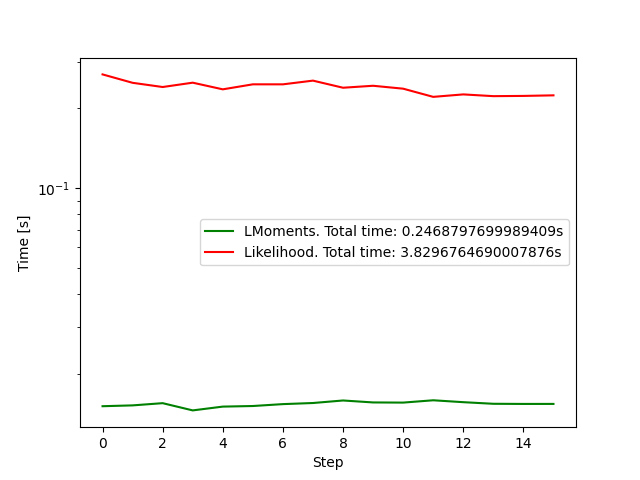 Time [s]
10⁻¹
LMoments. Total time: 0.2468797699989409s
Likelihood. Total time: 3.8296764690007876s
0 2 4 6 8 10 12 14
Step